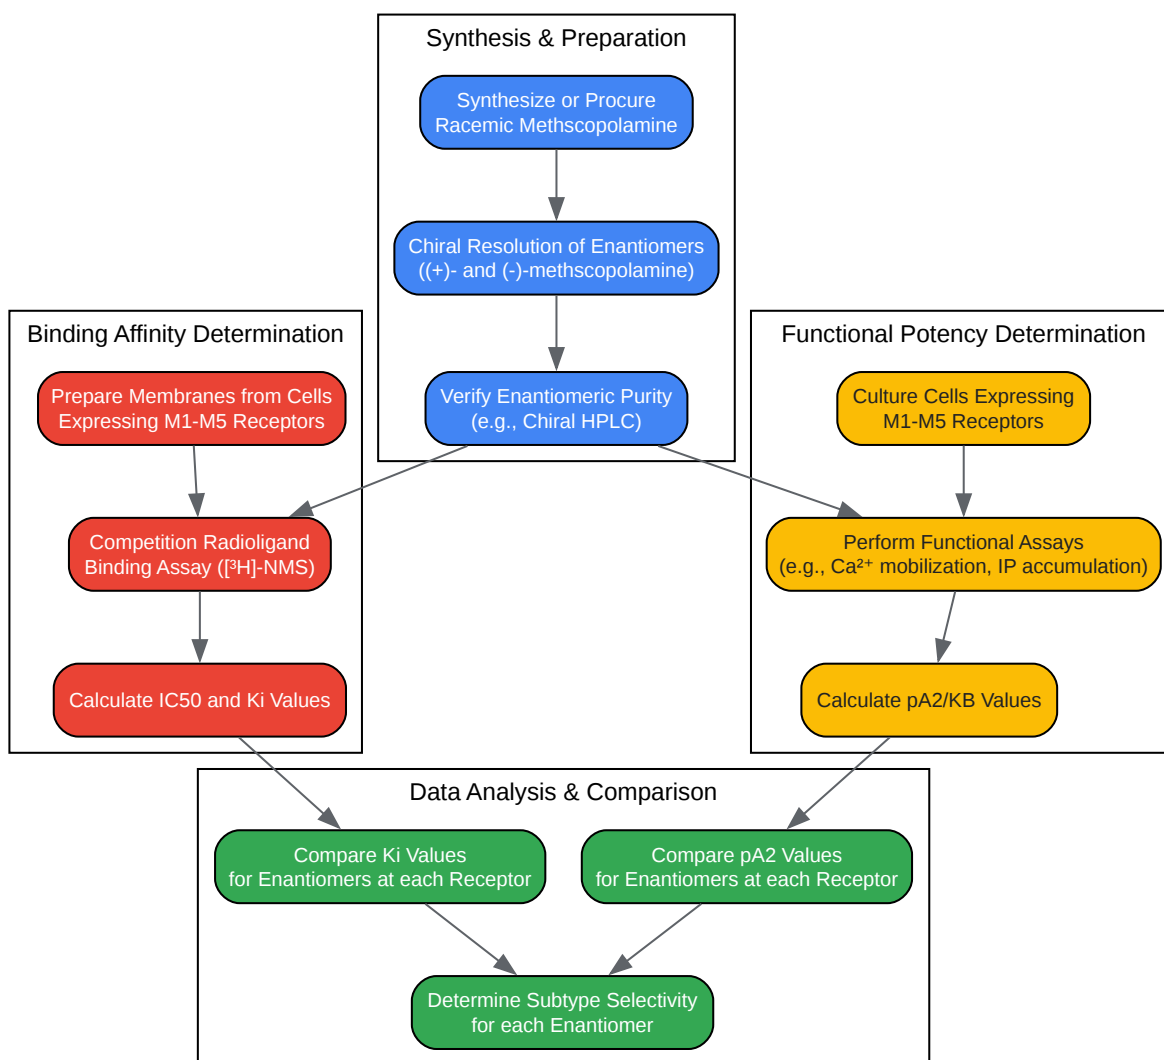 Synthesis & Preparation
Synthesize or Procure
Racemic Methscopolamine
Chiral Resolution of Enantiomers
((+)- and (-)-methscopolamine)
Verify Enantiomeric Purity
(e.g., Chiral HPLC)
Binding Affinity Determination
Prepare Membranes from Cells
Expressing M1-M5 Receptors
Competition Radioligand
Binding Assay ([³H]-NMS)
Calculate IC50 and Ki Values
Functional Potency Determination
Culture Cells Expressing
M1-M5 Receptors
Perform Functional Assays
(e.g., Ca²⁺ mobilization, IP accumulation)
Calculate pA2/KB Values
Data Analysis & Comparison
Compare Ki Values
for Enantiomers at each Receptor
Compare pA2 Values
for Enantiomers at each Receptor
Determine Subtype Selectivity
for each Enantiomer